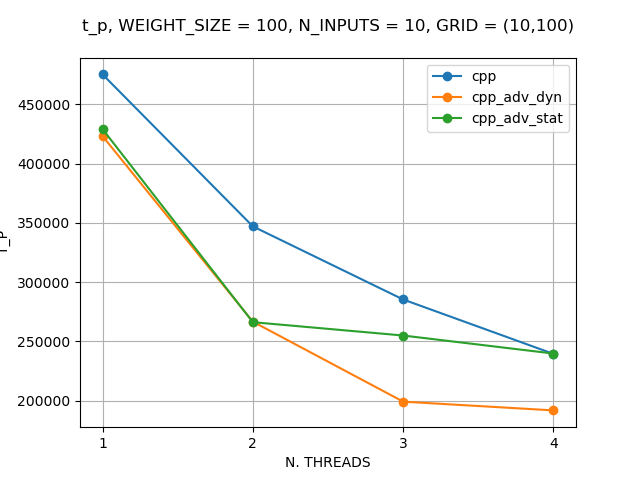 t_p, WEIGHT_SIZE = 100, N_INPUTS = 10, GRID = (10,100)
cpp
cpp_adv_dyn
cpp_adv_stat
450000
400000
350000
300000
250000
200000
1 2 3 4
N. THREADS